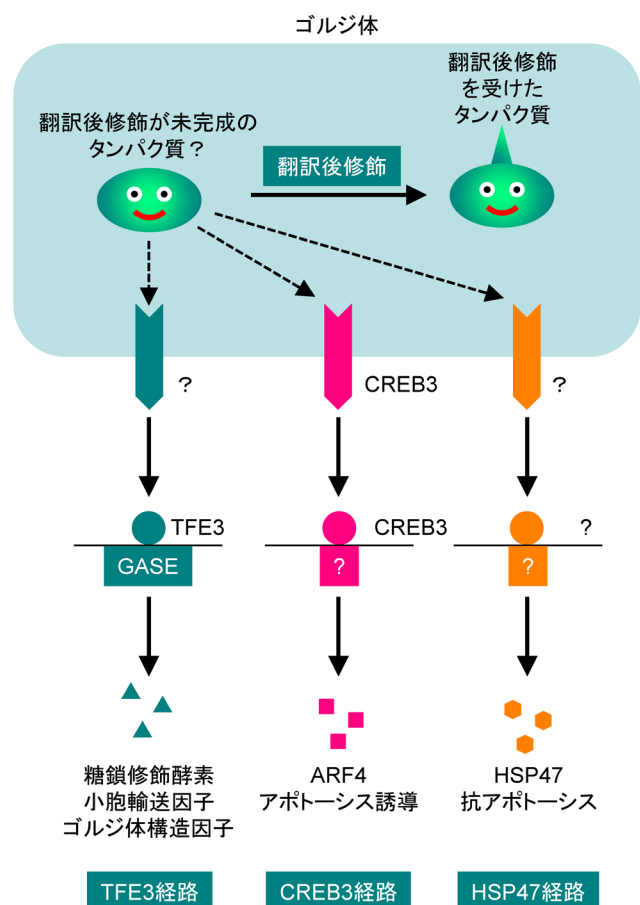 ゴルジ体
翻訳後修飾が未完成の
タンパク質？
翻訳後修飾
翻訳後修飾
を受けた
タンパク質
？
CREB3
？
TFE3
GASE
CREB3
？
？
？
糖鎖修飾酵素
小胞輸送因子
ゴルジ体構造因子
ARF4
アポトーシス誘導
HSP47
抗アポトーシス
TFE3経路
CREB3経路
HSP47経路